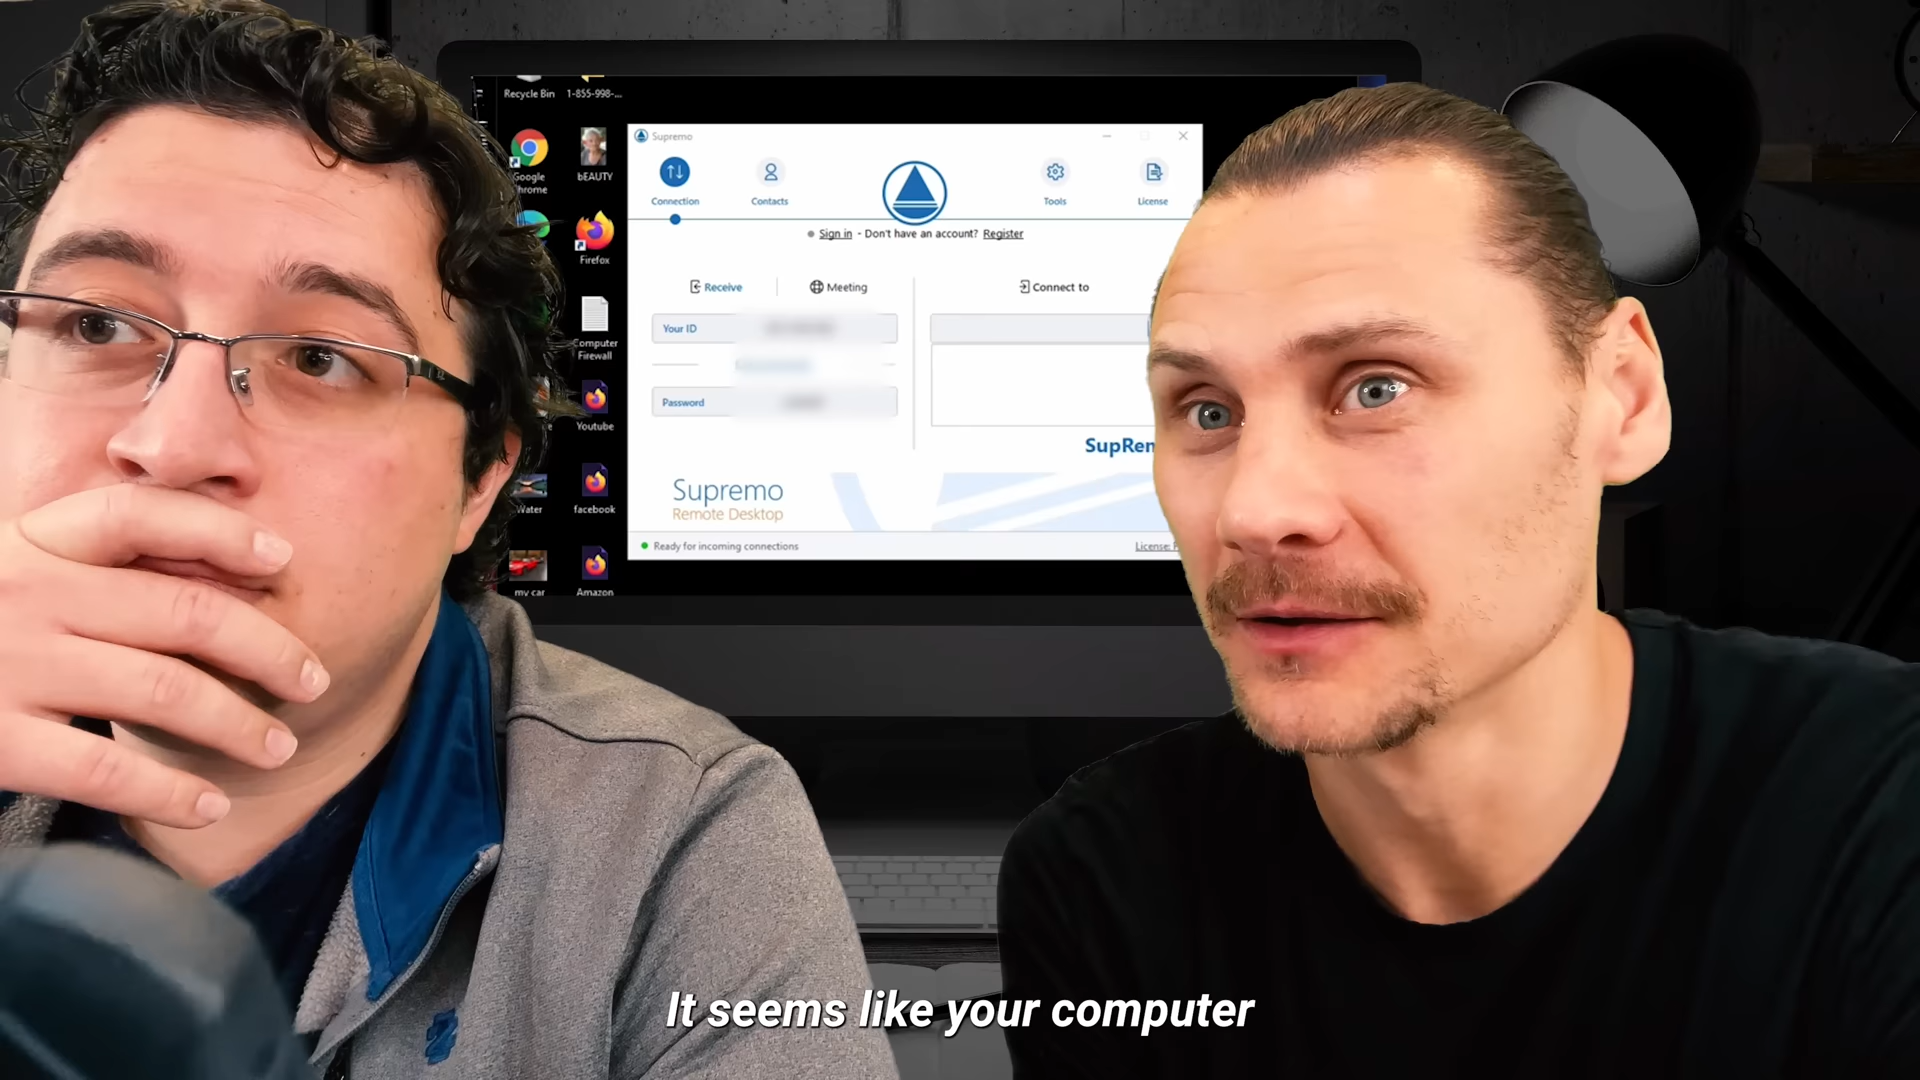 Recycle Bin
1-855-998-...
Google
Chrome
bEAUTY
Firefox
Computer
Firewall
Youtube
Water
facebook
my car
Amazon
Supremo
Connection
Contacts
Tools
License
Sign in - Don't have an account? Register
Receive
Meeting
Connect to
Your ID
Password
SupRem
Supremo
Remote Desktop
Ready for incoming connections
License:
It seems like your computer